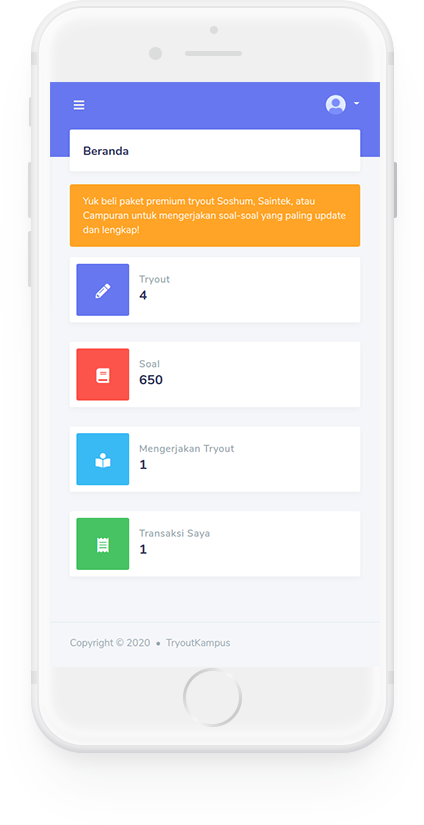 Beranda
Yuk beli paket premium tryout Soshum, Saintek, atau
Campuran untuk mengerjakan soal-soal yang paling update
dan lengkap!
Tryout
4
Soal
650
Mengerjakan Tryout
1
Transaksi Saya
1
Copyright © 2020 • TryoutKampus